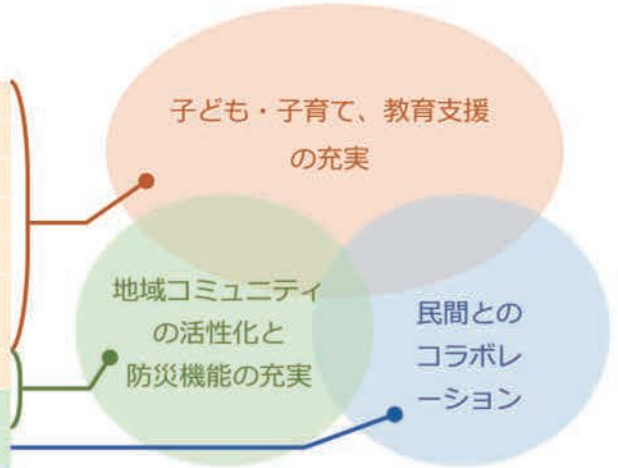 子ども・子育て、教育支援
の充実
地域コミュニティ
の活性化と
防災機能の充実
民間との
コラボレ
ーション